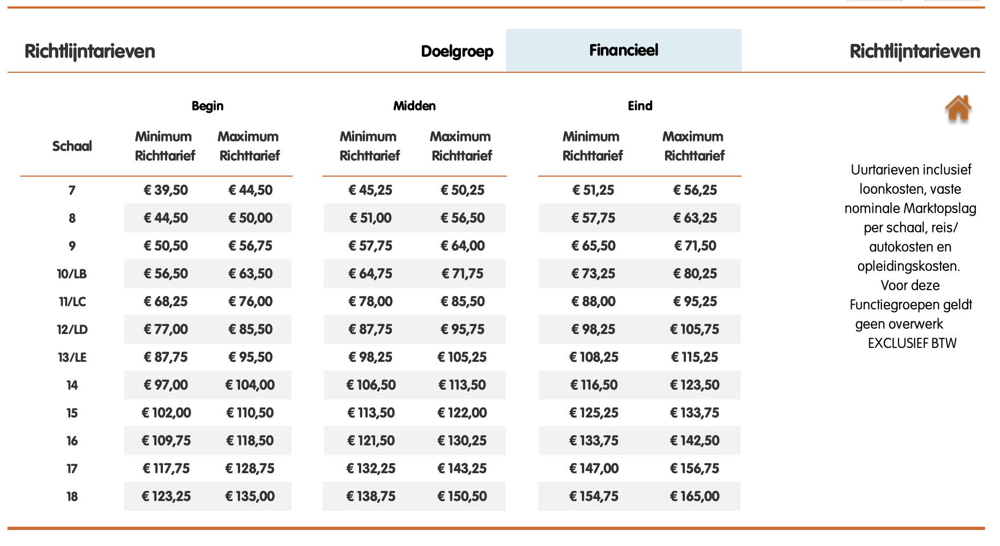 Richtlijntarieven Doelgroep Financieel Richtlijntarieven
Begin Midden Eind
Schaal Minimum Richttarief Maximum Richttarief Minimum Richttarief Maximum Richttarief Minimum Richttarief Maximum Richttarief
7 € 39,50 € 44,50 € 45,25 € 50,25 € 51,25 € 56,25
8 € 44,50 € 50,00 € 51,00 € 56,50 € 57,75 € 63,25
9 € 50,50 € 56,75 € 57,75 € 64,00 € 65,50 € 71,50
10/LB € 56,50 € 63,50 € 64,75 € 71,75 € 73,25 € 80,25
11/LC € 68,25 € 76,00 € 78,00 € 85,50 € 88,00 € 95,25
12/LD € 77,00 € 85,50 € 87,75 € 95,75 € 98,25 € 105,75
13/LE € 87,75 € 95,50 € 98,25 € 105,25 € 108,25 € 115,25
14 € 97,00 € 104,00 € 106,50 € 113,50 € 116,50 € 123,50
15 € 102,00 € 110,50 € 113,50 € 122,00 € 125,25 € 133,75
16 € 109,75 € 118,50 € 121,50 € 130,25 € 133,75 € 142,50
17 € 117,75 € 128,75 € 132,25 € 143,25 € 147,00 € 156,75
18 € 123,25 € 135,00 € 138,75 € 150,50 € 154,75 € 165,00
Uurtarieven inclusief
loonkosten, vaste
nominale Marktopslag
per schaal, reis/
autokosten en
opleidingskosten.
Voor deze
Functiegroepen geldt
geen overwerk
EXCLUSIEF BTW